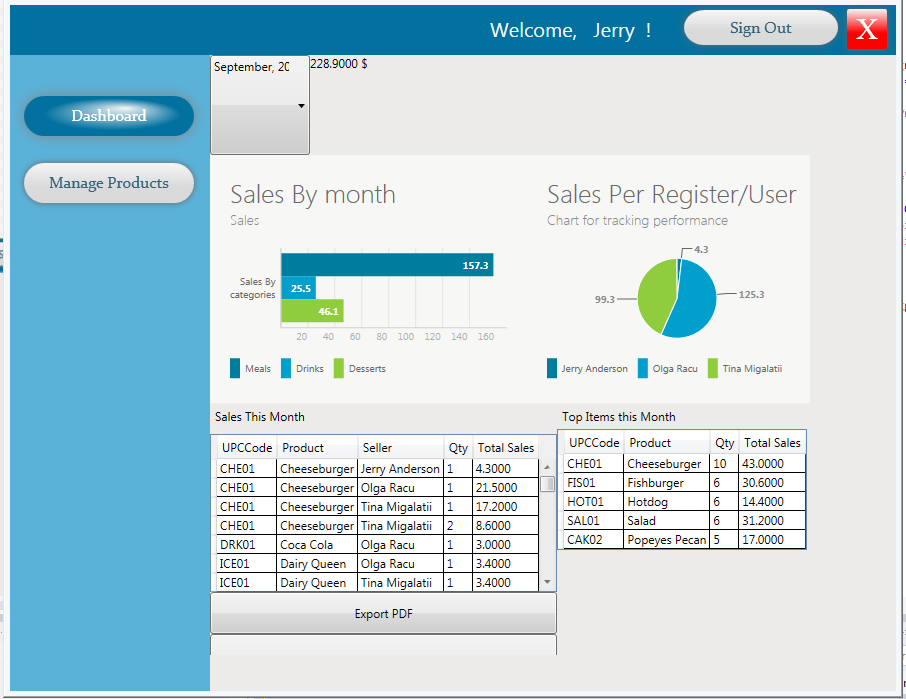 Welcome, Jerry !
Sign Out
X
Dashboard
Manage Products
September, 20
228.9000 $
Sales By month
Sales
Sales By
categories
157.3
25.5
46.1
20 40 60 80 100 120 140 160
Meals Drinks Desserts
Sales Per Register/User
Chart for tracking performance
4.3
99.3
125.3
Jerry Anderson Olga Racu Tina Migalatii
Sales This Month
UPCCode Product Seller Qty Total Sales
CHE01 Cheeseburger Jerry Anderson 1 4.3000
CHE01 Cheeseburger Olga Racu 1 21.5000
CHE01 Cheeseburger Tina Migalatii 1 17.2000
CHE01 Cheeseburger Tina Migalatii 2 8.6000
DRK01 Coca Cola Olga Racu 1 3.0000
ICE01 Dairy Queen Olga Racu 1 3.4000
ICE01 Dairy Queen Tina Migalatii 1 3.4000
Export PDF
Top Items this Month
UPCCode Product Qty Total Sales
CHE01 Cheeseburger 10 43.0000
FIS01 Fishburger 6 30.6000
HOT01 Hotdog 6 14.4000
SAL01 Salad 6 31.2000
CAK02 Popeyes Pecan 5 17.0000